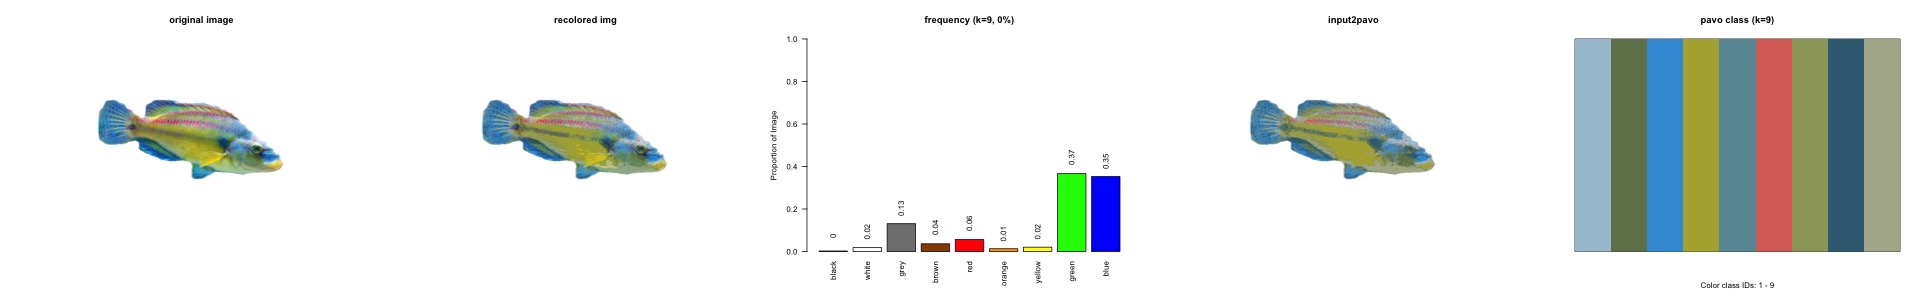 original image
recolored img
frequency (k=9, 0%)
input2pavo
pavo class (k=9)
Proportion of Image
1.0
0.8
0.6
0.4
0.2
0.0
0
0.02
0.13
0.04
0.06
0.01
0.02
0.37
0.35
black
white
grey
brown
red
orange
yellow
green
blue
Color class IDs: 1 - 9